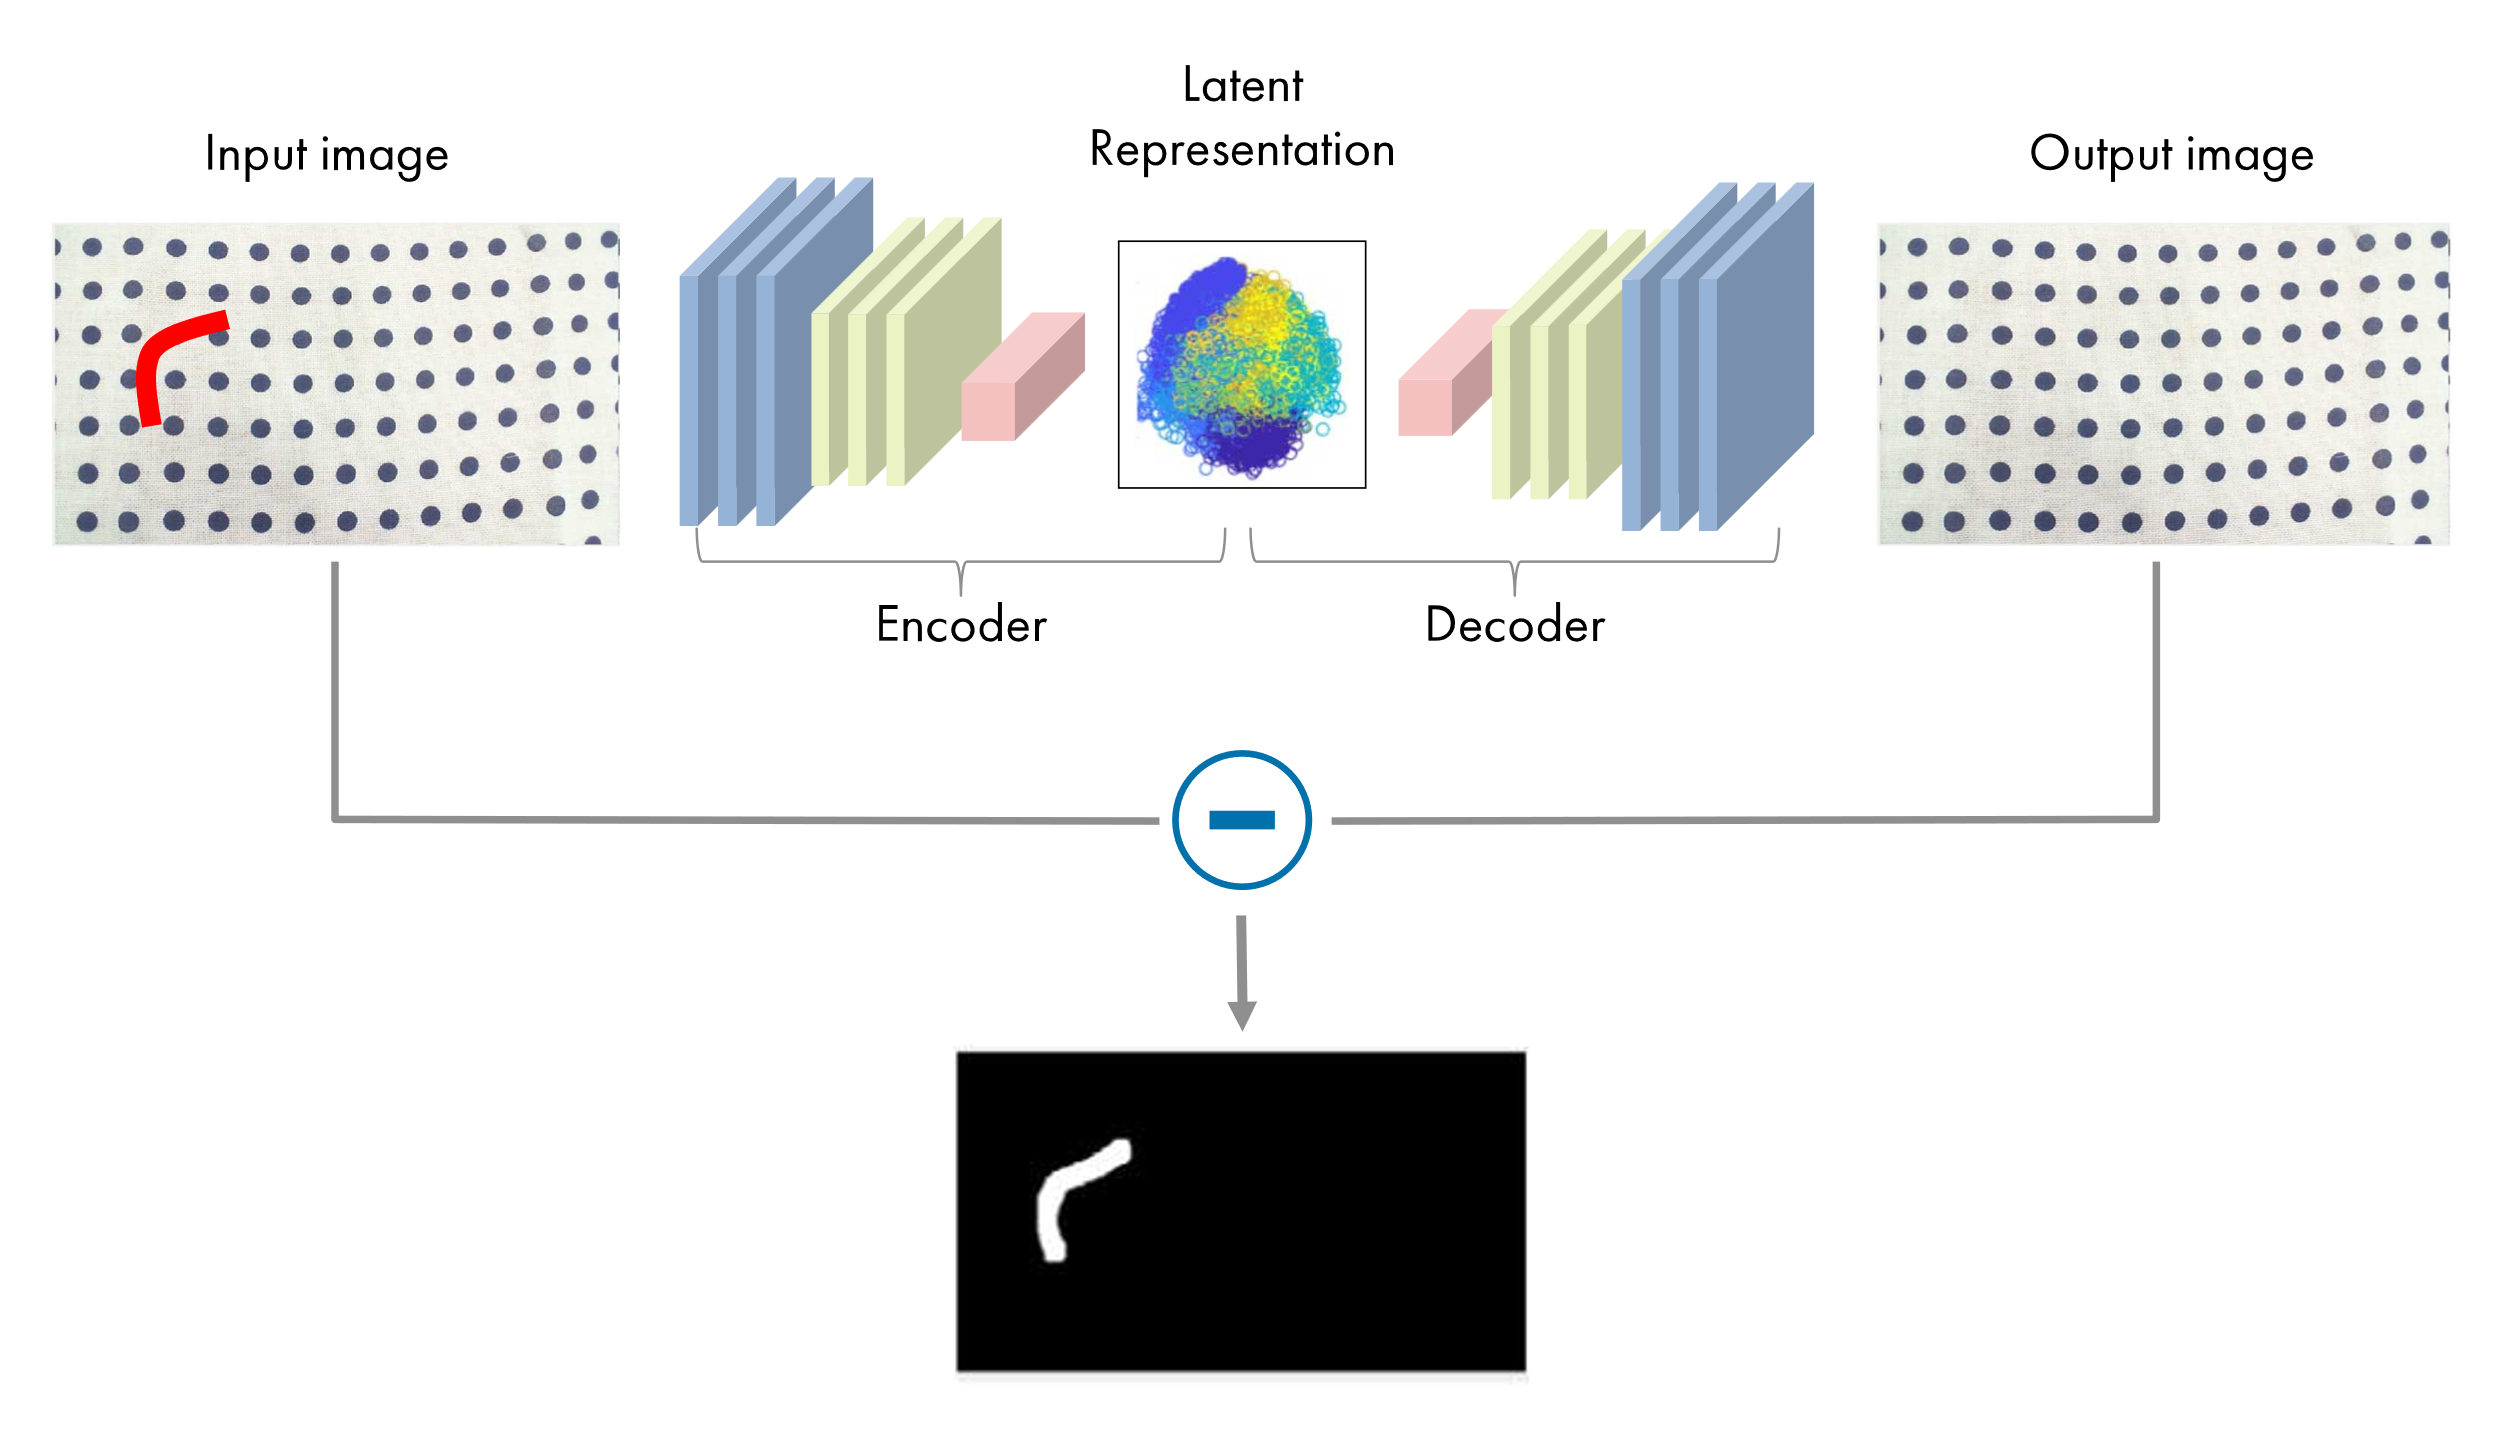 Latent
Representation
Input image
Output image
Encoder
Decoder